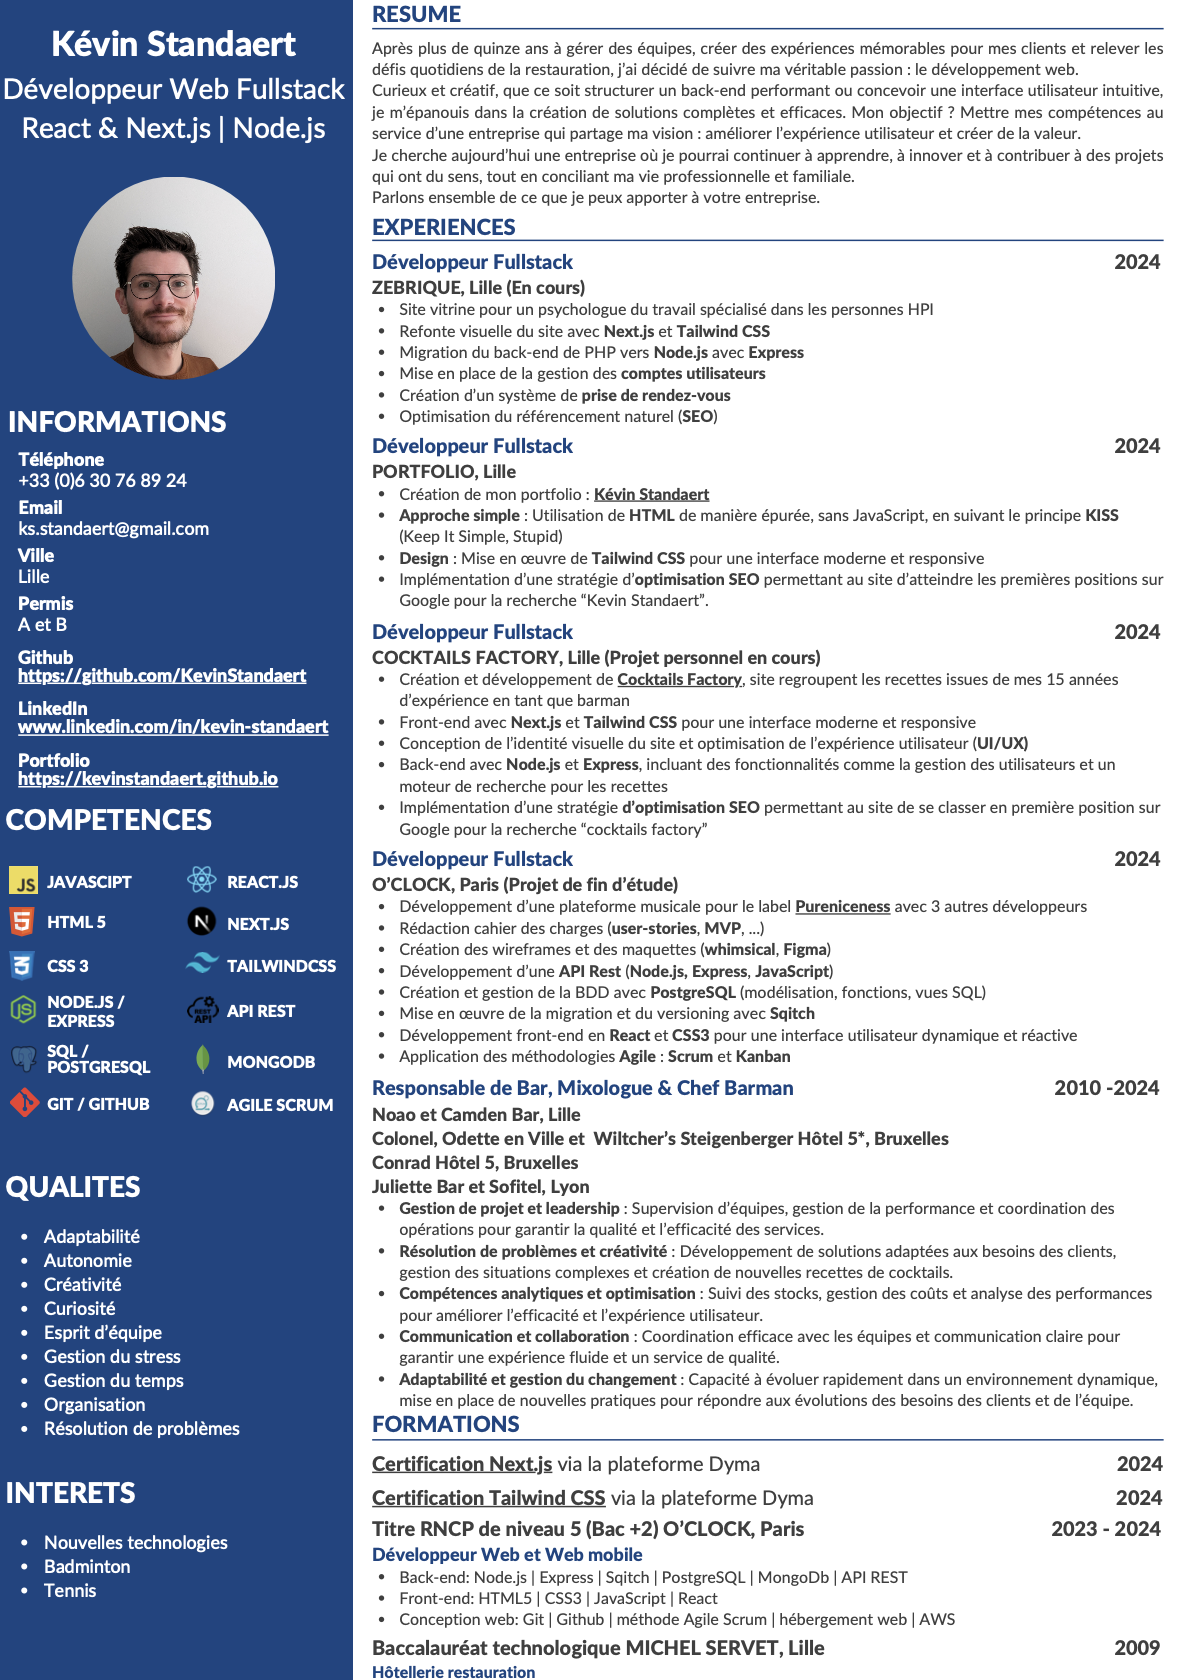 Kévin Standaert
Développeur Web Fullstack
React & Next.js | Node.js
INFORMATIONS
Téléphone
+33 (0)6 30 76 89 24
Email
ks.standaert@gmail.com
Ville
Lille
Permis
A et B
Github
https://github.com/KevinStandaert
LinkedIn
www.linkedin.com/in/kevin-standaert
Portfolio
https://kevinstandaert.github.io
COMPETENCES
JS JAVASCIPT
REACT.JS
5 HTML 5
N NEXT.JS
3 CSS 3
TAILWINDCSS
JS NODE.JS /
EXPRESS
REST
API
API REST
SQL /
POSTGRESQL
MONGODB
GIT / GITHUB
AGILE SCRUM
QUALITES
• Adaptabilité
• Autonomie
• Créativité
• Curiosité
• Esprit d’équipe
• Gestion du stress
• Gestion du temps
• Organisation
• Résolution de problèmes
INTERETS
• Nouvelles technologies
• Badminton
• Tennis
RESUME
Après plus de quinze ans à gérer des équipes, créer des expériences mémorables pour mes clients et relever les
défis quotidiens de la restauration, j’ai décidé de suivre ma véritable passion : le développement web.
Curieux et créatif, que ce soit structurer un back-end performant ou concevoir une interface utilisateur intuitive,
je m’épanouis dans la création de solutions complètes et efficaces. Mon objectif ? Mettre mes compétences au
service d’une entreprise qui partage ma vision : améliorer l’expérience utilisateur et créer de la valeur.
Je cherche aujourd’hui une entreprise où je pourrai continuer à apprendre, à innover et à contribuer à des projets
qui ont du sens, tout en conciliant ma vie professionnelle et familiale.
Parlons ensemble de ce que je peux apporter à votre entreprise.
EXPERIENCES
Développeur Fullstack 2024
ZEBRIQUE, Lille (En cours)
• Site vitrine pour un psychologue du travail spécialisé dans les personnes HPI
• Refonte visuelle du site avec Next.js et Tailwind CSS
• Migration du back-end de PHP vers Node.js avec Express
• Mise en place de la gestion des comptes utilisateurs
• Création d’un système de prise de rendez-vous
• Optimisation du référencement naturel (SEO)
Développeur Fullstack 2024
PORTFOLIO, Lille
• Création de mon portfolio : Kévin Standaert
• Approche simple : Utilisation de HTML de manière épurée, sans JavaScript, en suivant le principe KISS
(Keep It Simple, Stupid)
• Design : Mise en œuvre de Tailwind CSS pour une interface moderne et responsive
• Implémentation d’une stratégie d’optimisation SEO permettant au site d’atteindre les premières positions sur
Google pour la recherche “Kevin Standaert”.
Développeur Fullstack 2024
COCKTAILS FACTORY, Lille (Projet personnel en cours)
• Création et développement de Cocktails Factory, site regroupent les recettes issues de mes 15 années
d’expérience en tant que barman
• Front-end avec Next.js et Tailwind CSS pour une interface moderne et responsive
• Conception de l’identité visuelle du site et optimisation de l’expérience utilisateur (UI/UX)
• Back-end avec Node.js et Express, incluant des fonctionnalités comme la gestion des utilisateurs et un
moteur de recherche pour les recettes
• Implémentation d’une stratégie d’optimisation SEO permettant au site de se classer en première position sur
Google pour la recherche “cocktails factory”
Développeur Fullstack 2024
O’CLOCK, Paris (Projet de fin d’étude)
• Développement d’une plateforme musicale pour le label Pureniceness avec 3 autres développeurs
• Rédaction cahier des charges (user-stories, MVP, ...)
• Création des wireframes et des maquettes (whimsical, Figma)
• Développement d’une API Rest (Node.js, Express, JavaScript)
• Création et gestion de la BDD avec PostgreSQL (modélisation, fonctions, vues SQL)
• Mise en œuvre de la migration et du versioning avec Sqitch
• Développement front-end en React et CSS3 pour une interface utilisateur dynamique et réactive
• Application des méthodologies Agile : Scrum et Kanban
Responsable de Bar, Mixologue & Chef Barman 2010 -2024
Noao et Camden Bar, Lille
Colonel, Odette en Ville et Wiltcher’s Steigenberger Hôtel 5*, Bruxelles
Conrad Hôtel 5, Bruxelles
Juliette Bar et Sofitel, Lyon
• Gestion de projet et leadership : Supervision d’équipes, gestion de la performance et coordination des
opérations pour garantir la qualité et l’efficacité des services.
• Résolution de problèmes et créativité : Développement de solutions adaptées aux besoins des clients,
gestion des situations complexes et création de nouvelles recettes de cocktails.
• Compétences analytiques et optimisation : Suivi des stocks, gestion des coûts et analyse des performances
pour améliorer l’efficacité et l’expérience utilisateur.
• Communication et collaboration : Coordination efficace avec les équipes et communication claire pour
garantir une expérience fluide et un service de qualité.
• Adaptabilité et gestion du changement : Capacité à évoluer rapidement dans un environnement dynamique,
mise en place de nouvelles pratiques pour répondre aux évolutions des besoins des clients et de l’équipe.
FORMATIONS
Certification Next.js via la plateforme Dyma 2024
Certification Tailwind CSS via la plateforme Dyma 2024
Titre RNCP de niveau 5 (Bac +2) O’CLOCK, Paris 2023 - 2024
Développeur Web et Web mobile
• Back-end: Node.js | Express | Sqitch | PostgreSQL | MongoDb | API REST
• Front-end: HTML5 | CSS3 | JavaScript | React
• Conception web: Git | Github | méthode Agile Scrum | hébergement web | AWS
Baccalauréat technologique MICHEL SERVET, Lille 2009
Hôtellerie restauration